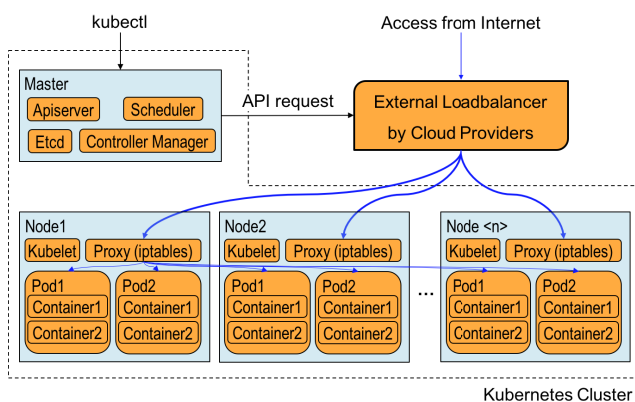 kubectl
Access from Internet
Master
Apiserver
Scheduler
Etcd
Controller Manager
API request
External Loadbalancer
by Cloud Providers
Node1
Kubelet
Proxy (iptables)
Pod1
Container1
Container2
Pod2
Container1
Container2
Node2
Kubelet
Proxy (iptables)
Pod1
Container1
Container2
Pod2
Container1
Container2
...
Node <n>
Kubelet
Proxy (iptables)
Pod1
Container1
Container2
Pod2
Container1
Container2
Kubernetes Cluster